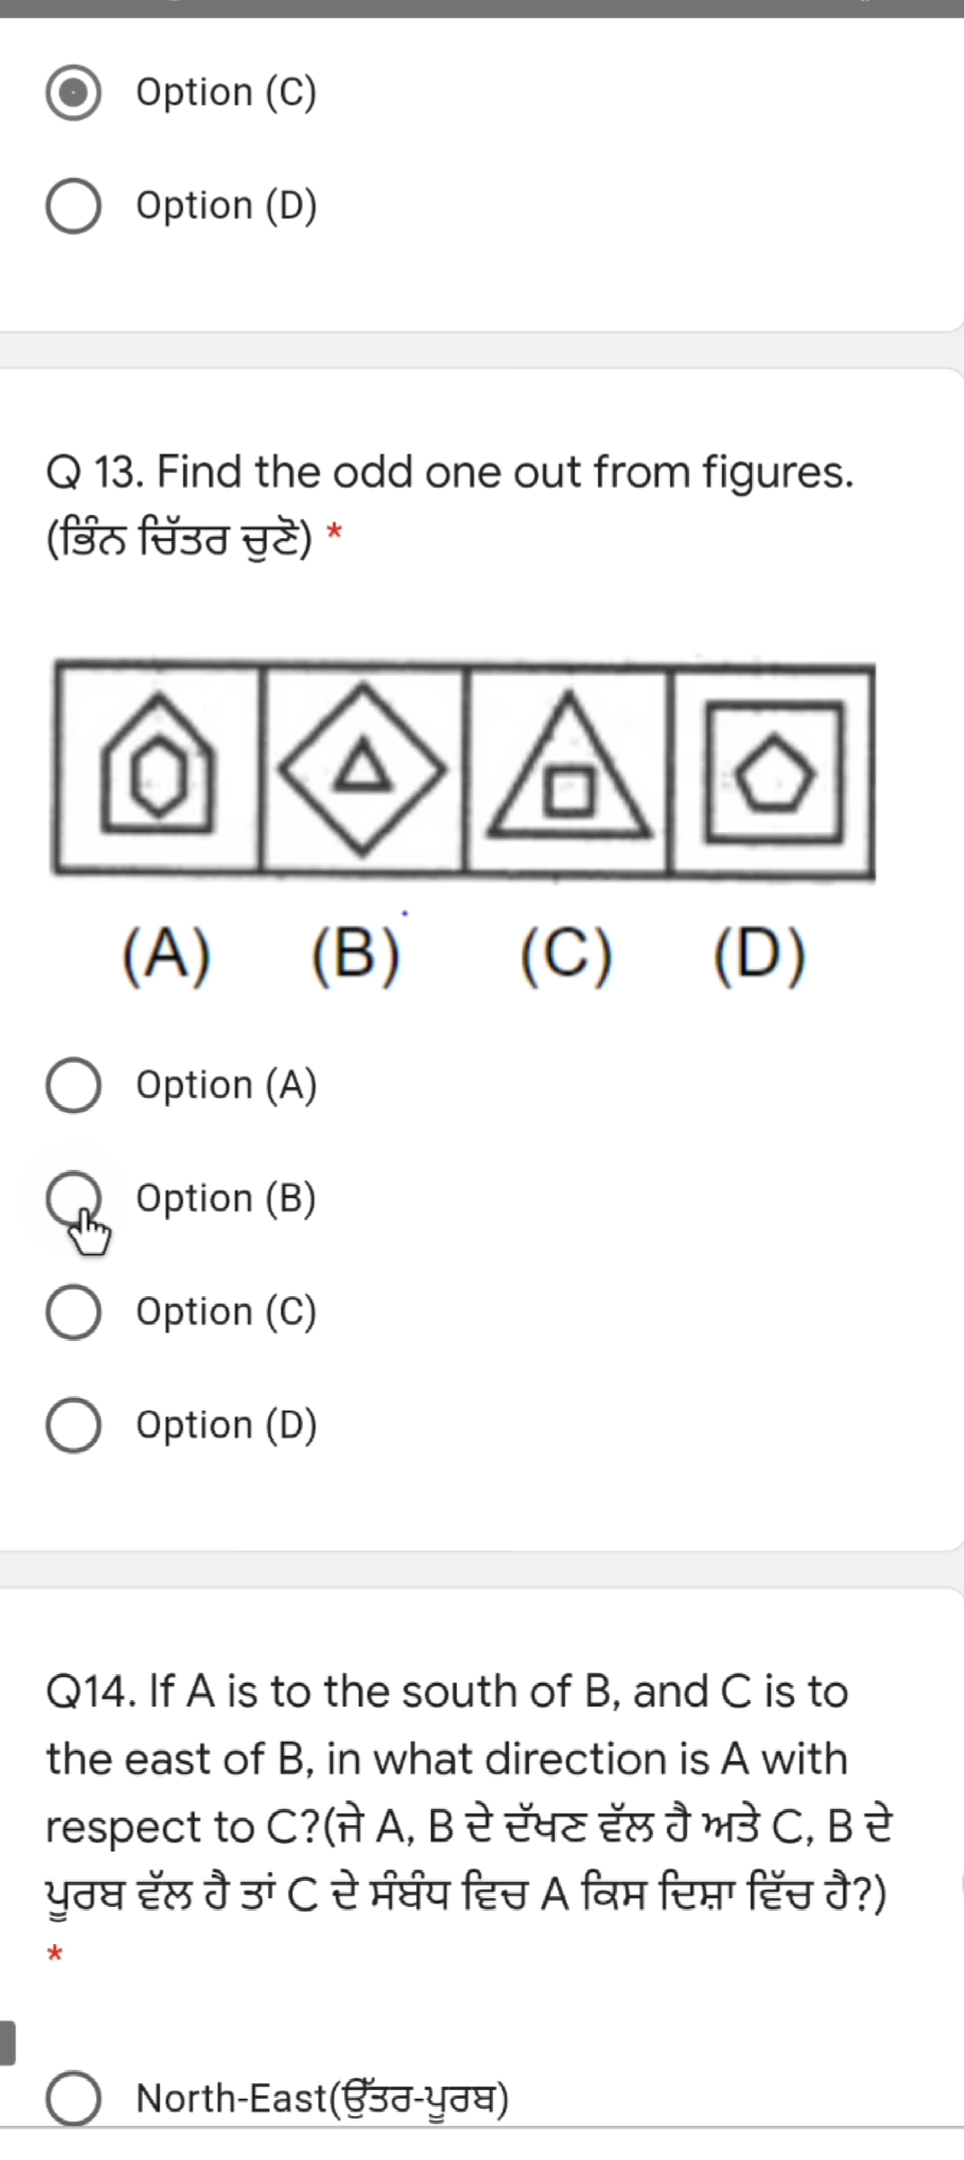 Option (C)
Option (D)
Q 13. Find the odd one out from figures.
(ਭਿੰਨ ਚਿੱਤਰ ਚੁਣੋ) *
(A) (B) (C) (D)
Option (A)
Option (B)
Option (C)
Option (D)
Q14. If A is to the south of B, and C is to
the east of B, in what direction is A with
respect to C?(ਜੇ A, B ਦੇ ਦੱਖਣ ਵੱਲ ਹੈ ਅਤੇ C, B ਦੇ
ਪੂਰਬ ਵੱਲ ਹੈ ਤਾਂ C ਦੇ ਸੰਬੰਧ ਵਿਚ A ਕਿਸ ਦਿਸ਼ਾ ਵਿੱਚ ਹੈ?)
*
North-East(ਉੱਤਰ-ਪੂਰਬ)